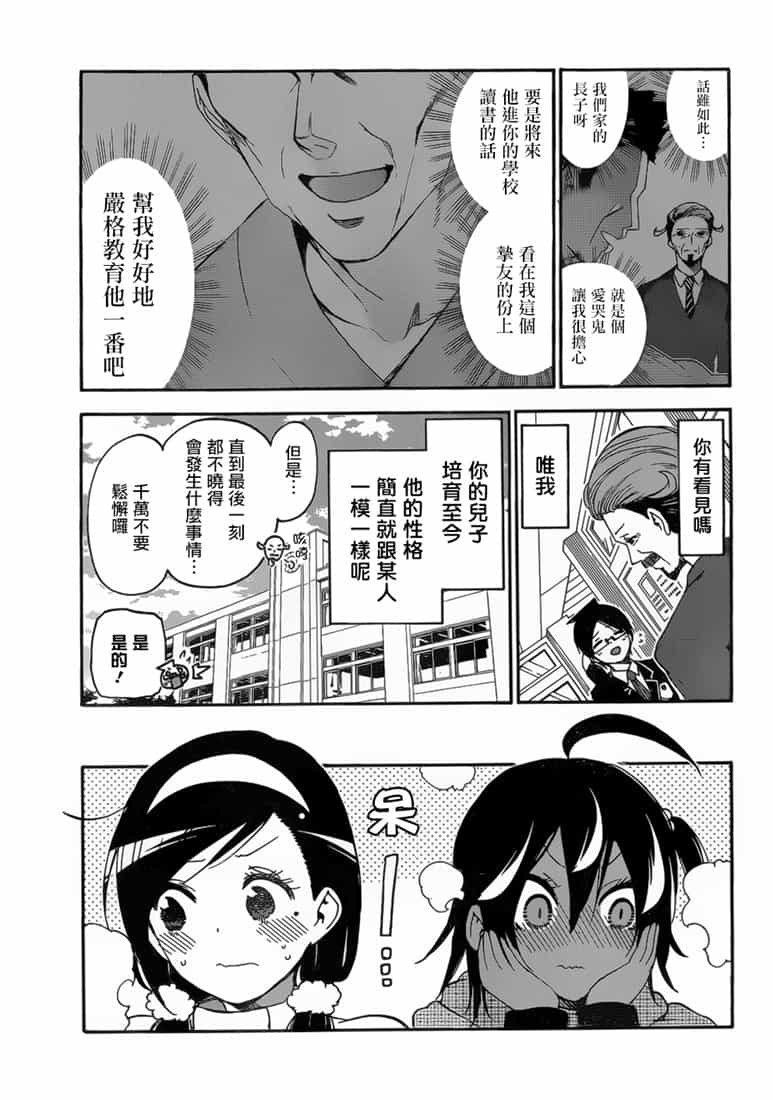 話雖如此…
我們家的
長子呀
就是個
愛哭鬼
讓我很擔心
要是將來
他進你的學校
讀書的話
看在我這個
摯友的份上
幫我好好地
嚴格教育他一番吧
你有看見嗎
唯我
你的兒子
培育至今
他的性格
簡直就跟某人
一模一樣呢
但是…
直到最後一刻
都不曉得
會發生什麼事情…
千萬不要
鬆懈囉
咳哼
是
是的！
呆—…